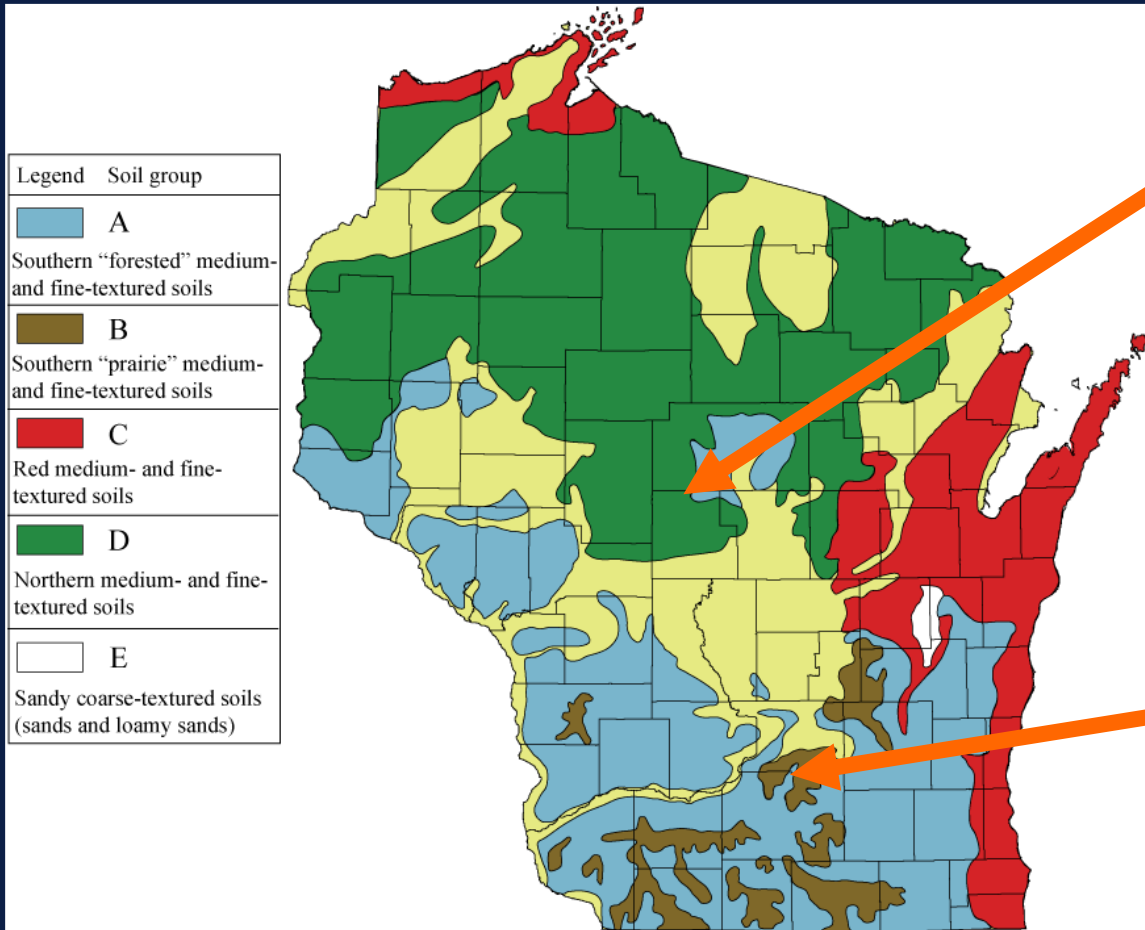 Legend Soil group
A
Southern “forested” medium-
and fine-textured soils
B
Southern “prairie” medium-
and fine-textured soils
C
Red medium- and fine-
textured soils
D
Northern medium- and fine-
textured soils
E
Sandy coarse-textured soils
(sands and loamy sands)